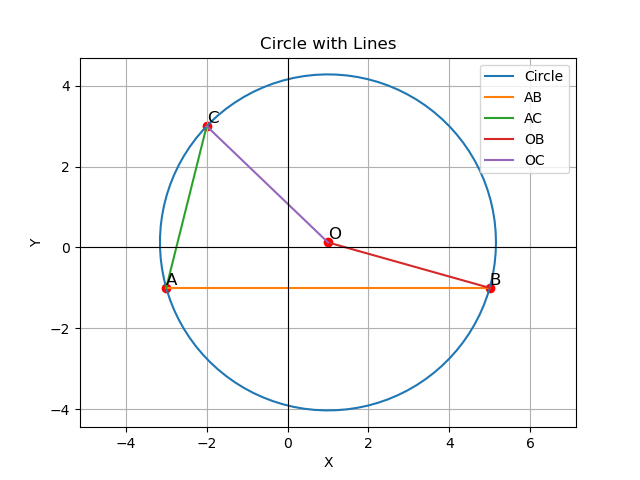 Circle with Lines
Circle
AB
AC
OB
OC
C
O
A
B
4
2
0
−2
−4
Y
−4 −2 0 2 4 6
X